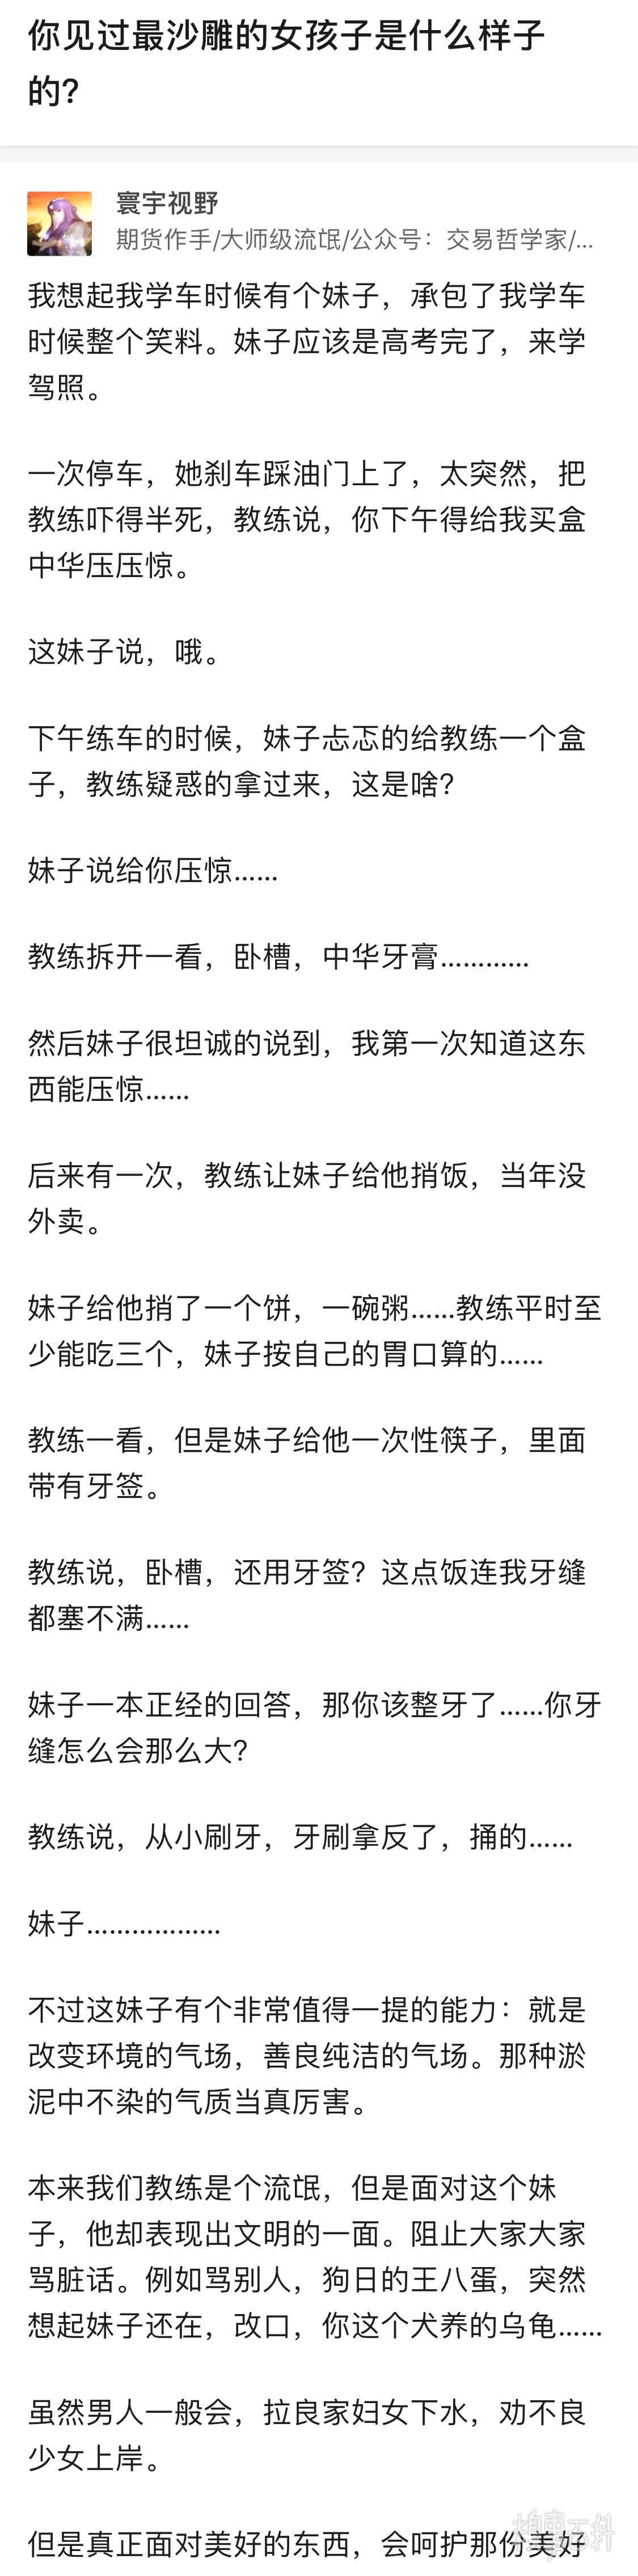 你见过最沙雕的女孩子是什么样子
的?
寰宇视野
期货作手/大师级流氓/公众号：交易哲学家/...
我想起我学车时候有个妹子，承包了我学车
时候整个笑料。妹子应该是高考完了，来学
驾照。
一次停车，她刹车踩油门上了，太突然，把
教练吓得半死，教练说，你下午得给我买盒
中华压压惊。
这妹子说，哦。
下午练车的时候，妹子忐忑的给教练一个盒
子，教练疑惑的拿过来，这是啥?
妹子说给你压惊……
教练拆开一看，卧槽，中华牙膏…………
然后妹子很坦诚的说到，我第一次知道这东
西能压惊……
后来有一次，教练让妹子给他捎饭，当年没
外卖。
妹子给他捎了一个饼，一碗粥……教练平时至
少能吃三个，妹子按自己的胃口算的……
教练一看，但是妹子给他一次性筷子，里面
带有牙签。
教练说，卧槽，还用牙签？这点饭连我牙缝
都塞不满……
妹子一本正经的回答，那你该整牙了……你牙
缝怎么会那么大?
教练说，从小刷牙，牙刷拿反了，捅的……
妹子………………
不过这妹子有个非常值得一提的能力：就是
改变环境的气场，善良纯洁的气场。那种淤
泥中不染的气质当真厉害。
本来我们教练是个流氓，但是面对这个妹
子，他却表现出文明的一面。阻止大家大家
骂脏话。例如骂别人，狗日的王八蛋，突然
想起妹子还在，改口，你这个犬养的乌龟……
虽然男人一般会，拉良家妇女下水，劝不良
少女上岸。
但是真正面对美好的东西，会呵护那份美好